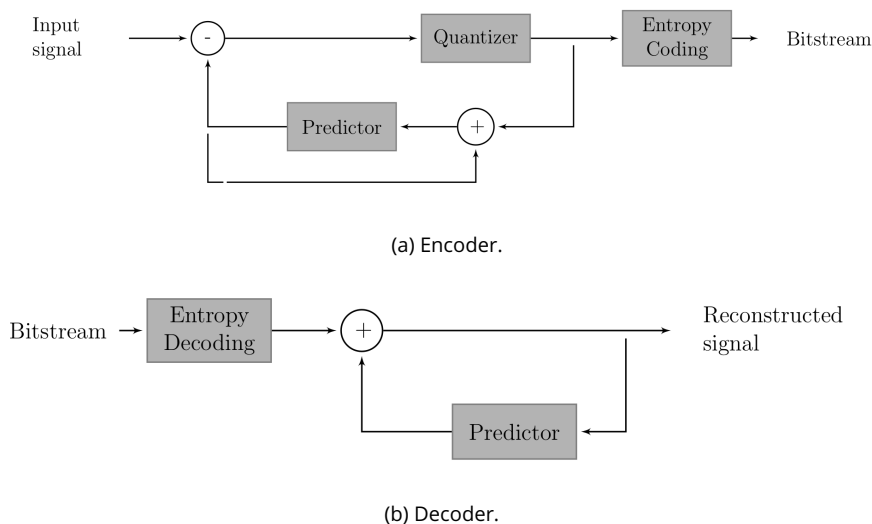 Input
signal
-
Quantizer
Entropy
Coding
Bitstream
Predictor
+
(a) Encoder.
Bitstream
Entropy
Decoding
+
Reconstructed
signal
Predictor
(b) Decoder.